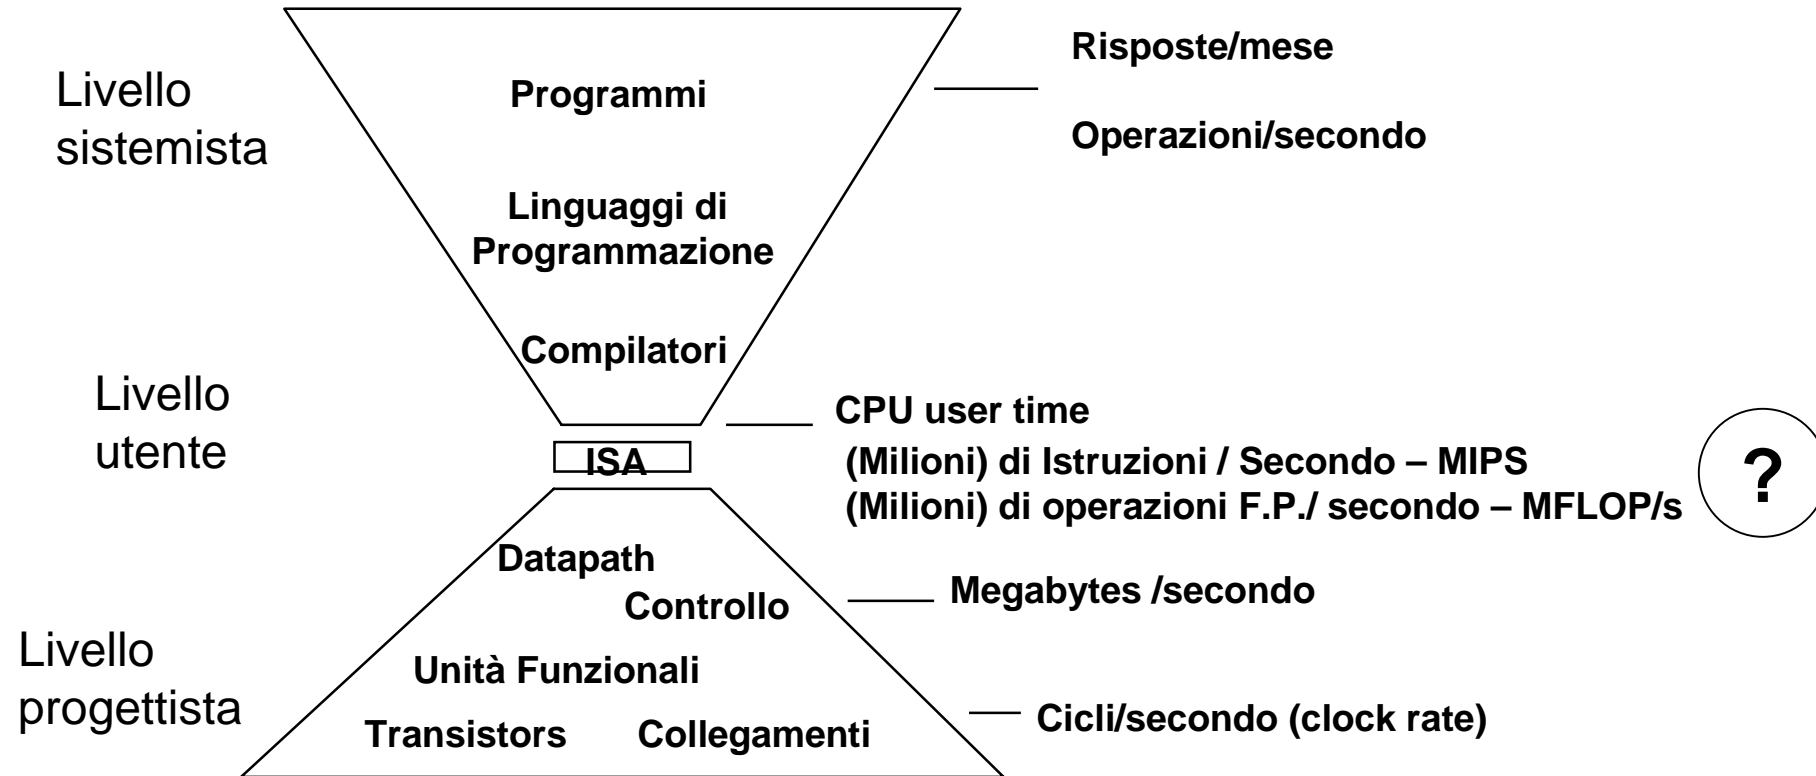 Risposte/mese
Livello
sistemista
Programmi
Operazioni/secondo
Linguaggi di
Programmazione
Compilatori
Livello
utente
CPU user time
ISA
(Milioni) di Istruzioni / Secondo – MIPS
(Milioni) di operazioni F.P./ secondo – MFLOP/s
?
Datapath
Controllo
Megabytes /secondo
Livello
progettista
Unità Funzionali
Transistors
Collegamenti
Cicli/secondo (clock rate)